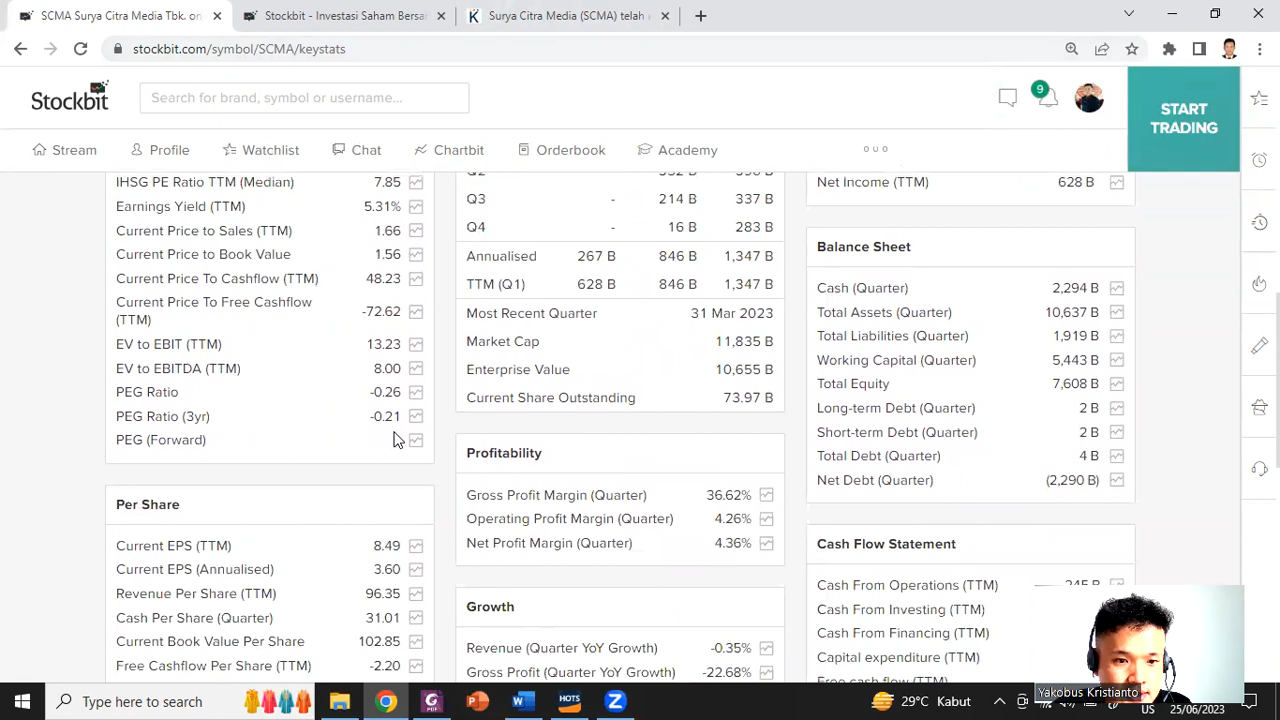 SCMA Surya Citra Media Tbk. on
Stockbit - Investasi Saham Bersa
Surya Citra Media (SCMA) telah
stockbit.com/symbol/SCMA/keystats
Stockbit
Search for brand, symbol or username...
9
START
TRADING
Stream
Profile
Watchlist
Chat
Chartbit
Orderbook
Academy
IHSG PE Ratio TTM (Median) 7.85
Earnings Yield (TTM) 5.31%
Current Price to Sales (TTM) 1.66
Current Price to Book Value 1.56
Current Price To Cashflow (TTM) 48.23
Current Price To Free Cashflow
(TTM) -72.62
EV to EBIT (TTM) 13.23
EV to EBITDA (TTM) 8.00
PEG Ratio -0.26
PEG Ratio (3yr) -0.21
PEG (Forward)
Per Share
Current EPS (TTM) 8.49
Current EPS (Annualised) 3.60
Revenue Per Share (TTM) 96.35
Cash Per Share (Quarter) 31.01
Current Book Value Per Share 102.85
Free Cashflow Per Share (TTM) -2.20
Q3 - 214 B 337 B
Q4 - 16 B 283 B
Annualised 267 B 846 B 1,347 B
TTM (Q1) 628 B 846 B 1,347 B
Most Recent Quarter 31 Mar 2023
Market Cap 11,835 B
Enterprise Value 10,655 B
Current Share Outstanding 73.97 B
Profitability
Gross Profit Margin (Quarter) 36.62%
Operating Profit Margin (Quarter) 4.26%
Net Profit Margin (Quarter) 4.36%
Growth
Revenue (Quarter YoY Growth) -0.35%
Gross Profit (Quarter YoY Growth) -22.68%
Net Income (TTM) 628 B
Balance Sheet
Cash (Quarter) 2,294 B
Total Assets (Quarter) 10,637 B
Total Liabilities (Quarter) 1,919 B
Working Capital (Quarter) 5,443 B
Total Equity 7,608 B
Long-term Debt (Quarter) 2 B
Short-term Debt (Quarter) 2 B
Total Debt (Quarter) 4 B
Net Debt (Quarter) (2,290 B)
Cash Flow Statement
Cash From Operations (TTM)
Cash From Investing (TTM)
Cash From Financing (TTM)
Capital expenditure (TTM)
Free cash flow (TTM)
Yakobus Kristianto
Type here to search
HOTS
29°C Kabut
US
25/06/2023